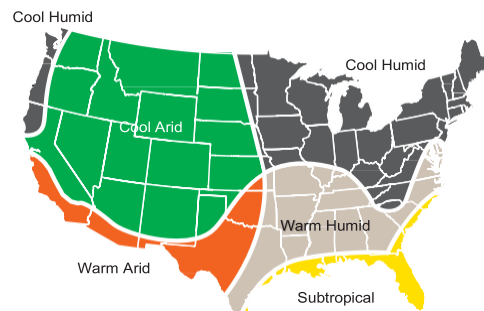 Cool Humid
Cool Humid
Cool Arid
Warm Humid
Warm Arid
Subtropical